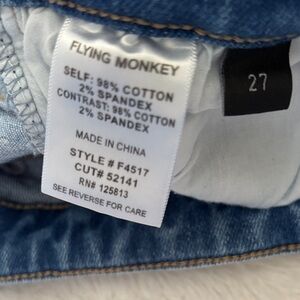 FLYING MONKEY
SELF: 98% COTTON
2% SPANDEX
CONTRAST: 98% COTTON
2% SPANDEX
MADE IN CHINA
STYLE # F4517
CUT# 52141
RN# 125813
SEE REVERSE FOR CARE
27